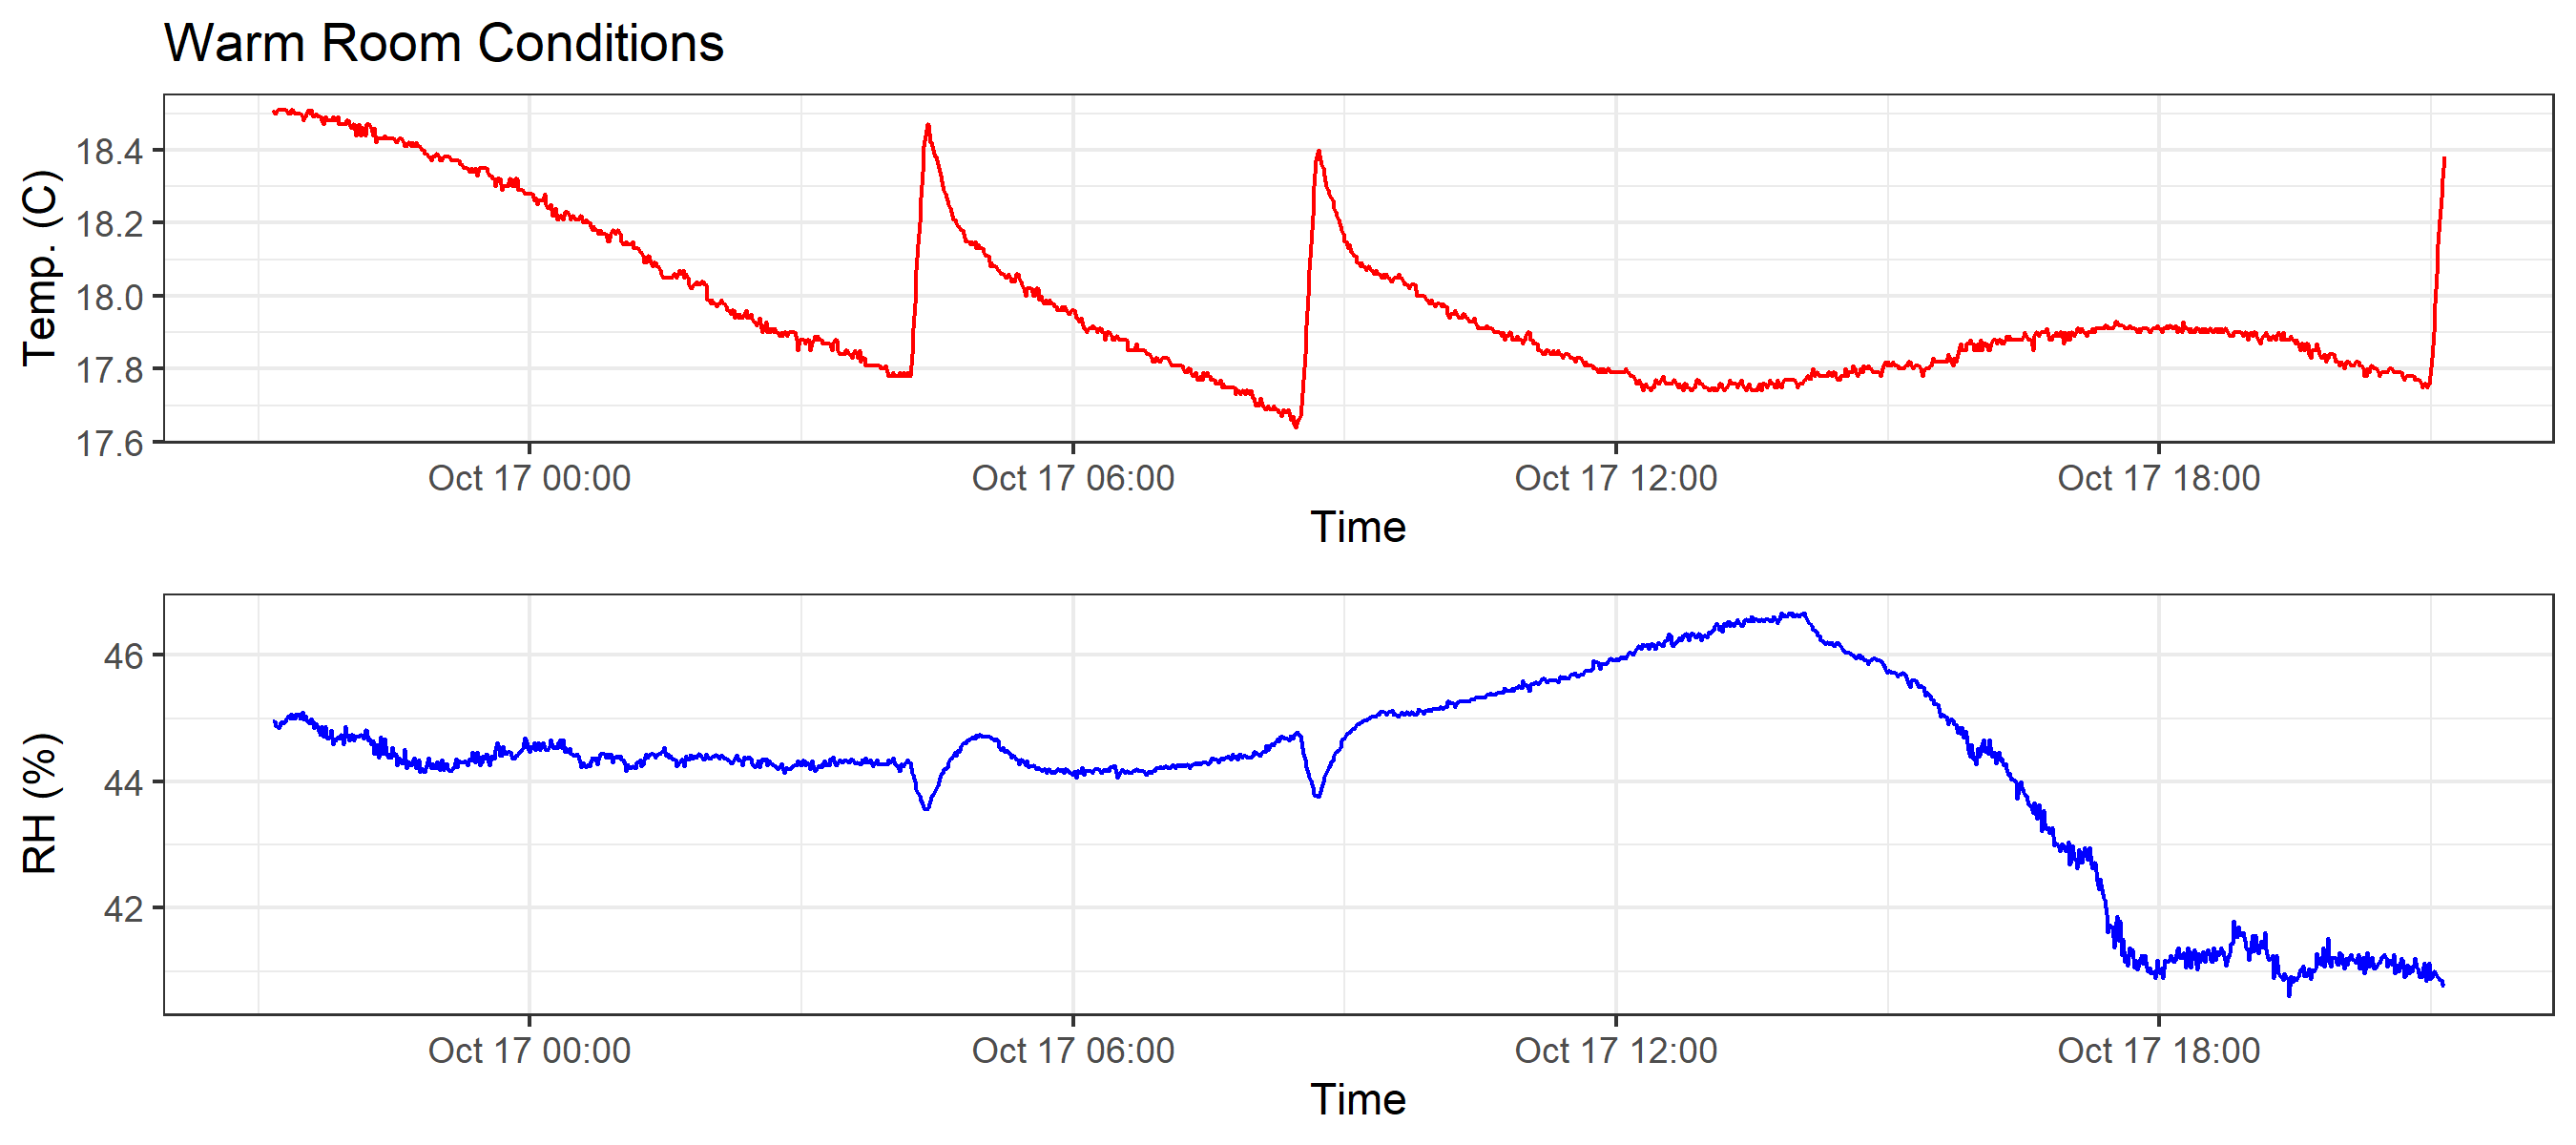 Warm Room Conditions
Temp. (C)
18.4
18.2
18.0
17.8
17.6
Oct 17 00:00 Oct 17 06:00 Oct 17 12:00 Oct 17 18:00
Time
RH (%)
46
44
42
Oct 17 00:00 Oct 17 06:00 Oct 17 12:00 Oct 17 18:00
Time